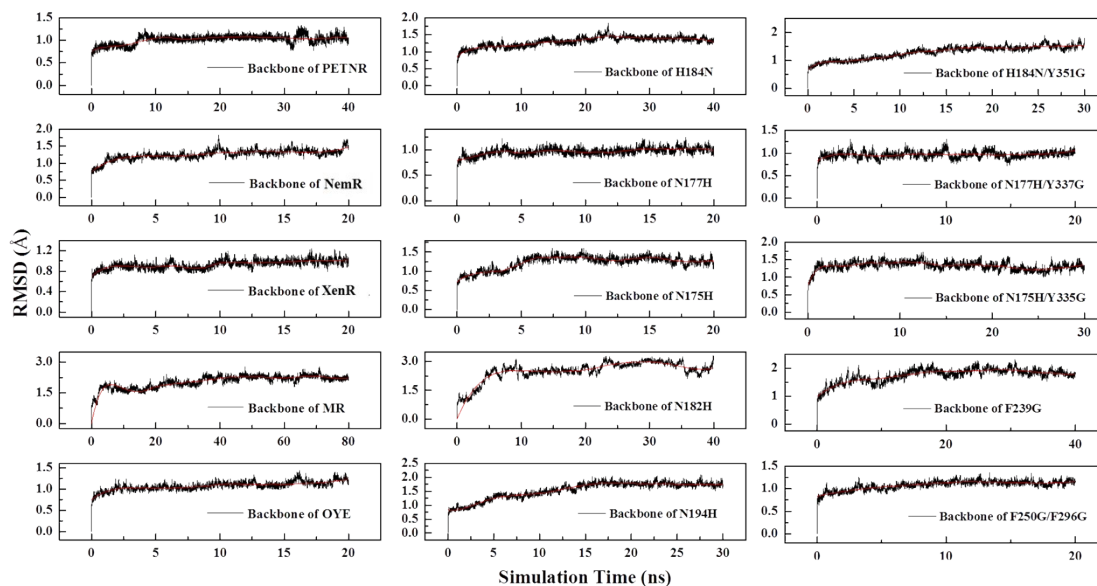 RMSD (Å)
1.5
1.0
0.5
0.0
Backbone of PETNR
0 10 20 32 40
1.5
1.0
0.5
0.0
Backbone of H184N
0 10 20 30 40
2
1
0
Backbone of H184N/Y351G
0 5 10 15 20 25 30
2.0
1.5
1.0
0.5
0.0
Backbone of NemR
0 5 10 15 20
1.0
0.5
0.0
Backbone of N177H
0 5 10 15 20
1.5
1.0
0.5
0.0
Backbone of N177H/Y337G
0 10 20
1.2
0.8
0.4
0.0
Backbone of XenR
0 5 10 15 20
1.5
1.0
0.5
0.0
Backbone of N175H
0 5 10 15 20
2.0
1.5
1.0
0.5
0.0
Backbone of N175H/Y335G
0 10 20 30
3.0
1.5
0.0
Backbone of MR
0 20 40 60 80
3.0
1.5
0.0
Backbone of N182H
0 10 20 30 40
2
1
0
Backbone of F239G
0 20 40
1.5
1.0
0.5
0.0
Backbone of OYE
0 5 10 15 20
2.5
2.0
1.5
1.0
0.5
0.0
Backbone of N194H
0 5 10 15 20 25 30
1.5
1.0
0.5
0.0
Backbone of F250G/F296G
0 10 20
Simulation Time (ns)